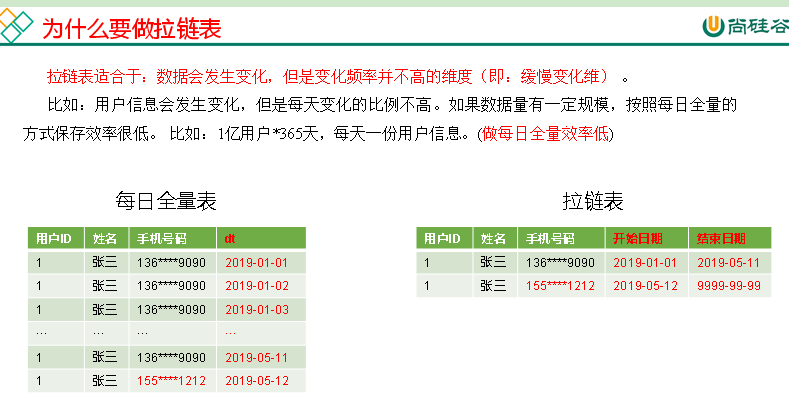 为什么要做拉链表
尚硅谷
拉链表适合于：数据会发生变化，但是变化频率并不高的维度（即：缓慢变化维） 。
比如：用户信息会发生变化，但是每天变化的比例不高。如果数据量有一定规模，按照每日全量的
方式保存效率很低。 比如：1亿用户*365天，每天一份用户信息。(做每日全量效率低)
每日全量表
用户ID 姓名 手机号码 dt
1 张三 136****9090 2019-01-01
1 张三 136****9090 2019-01-02
1 张三 136****9090 2019-01-03
… … … …
1 张三 136****9090 2019-05-11
1 张三 155****1212 2019-05-12
拉链表
用户ID 姓名 手机号码 开始日期 结束日期
1 张三 136****9090 2019-01-01 2019-05-11
1 张三 155****1212 2019-05-12 9999-99-99